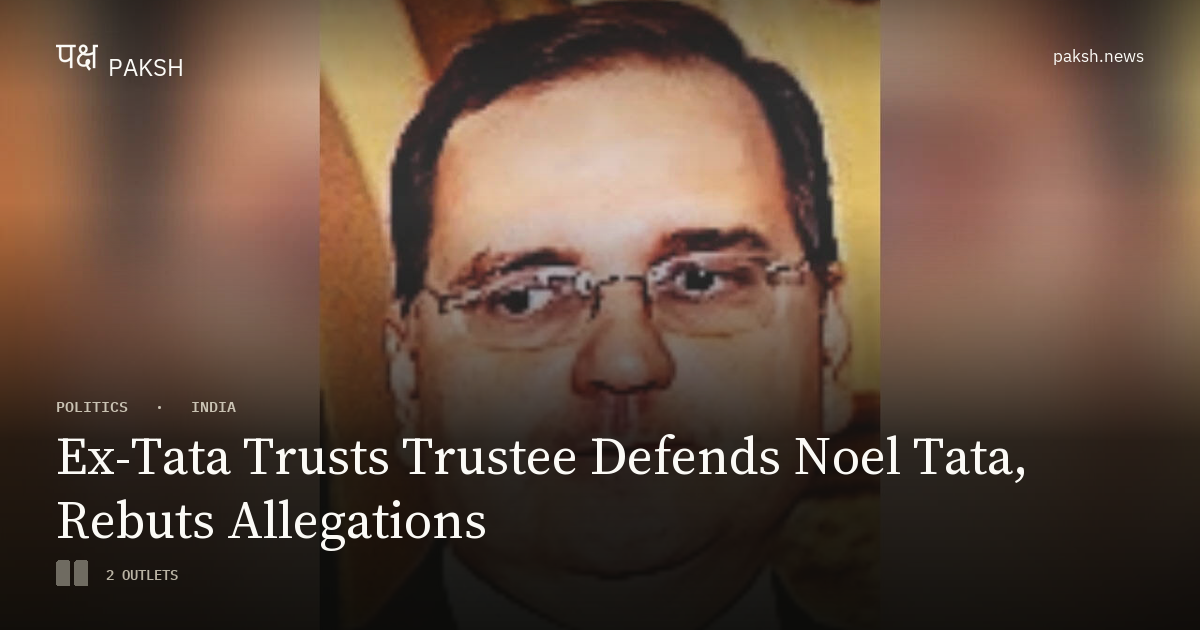 पक्ष PAKSH
paksh.news
POLITICS · INDIA
Ex-Tata Trusts Trustee Defends Noel Tata,
Rebuts Allegations
2 OUTLETS